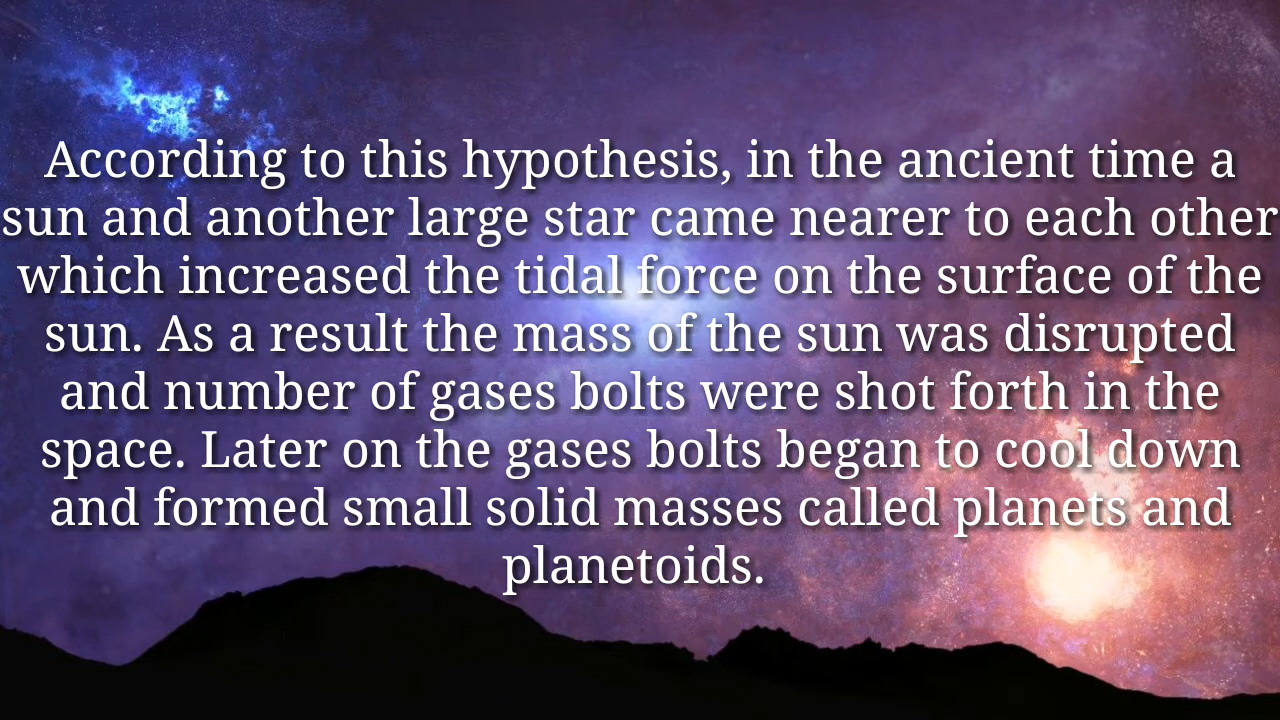 According to this hypothesis, in the ancient time a
sun and another large star came nearer to each other
which increased the tidal force on the surface of the
sun. As a result the mass of the sun was disrupted
and number of gases bolts were shot forth in the
space. Later on the gases bolts began to cool down
and formed small solid masses called planets and
planetoids.